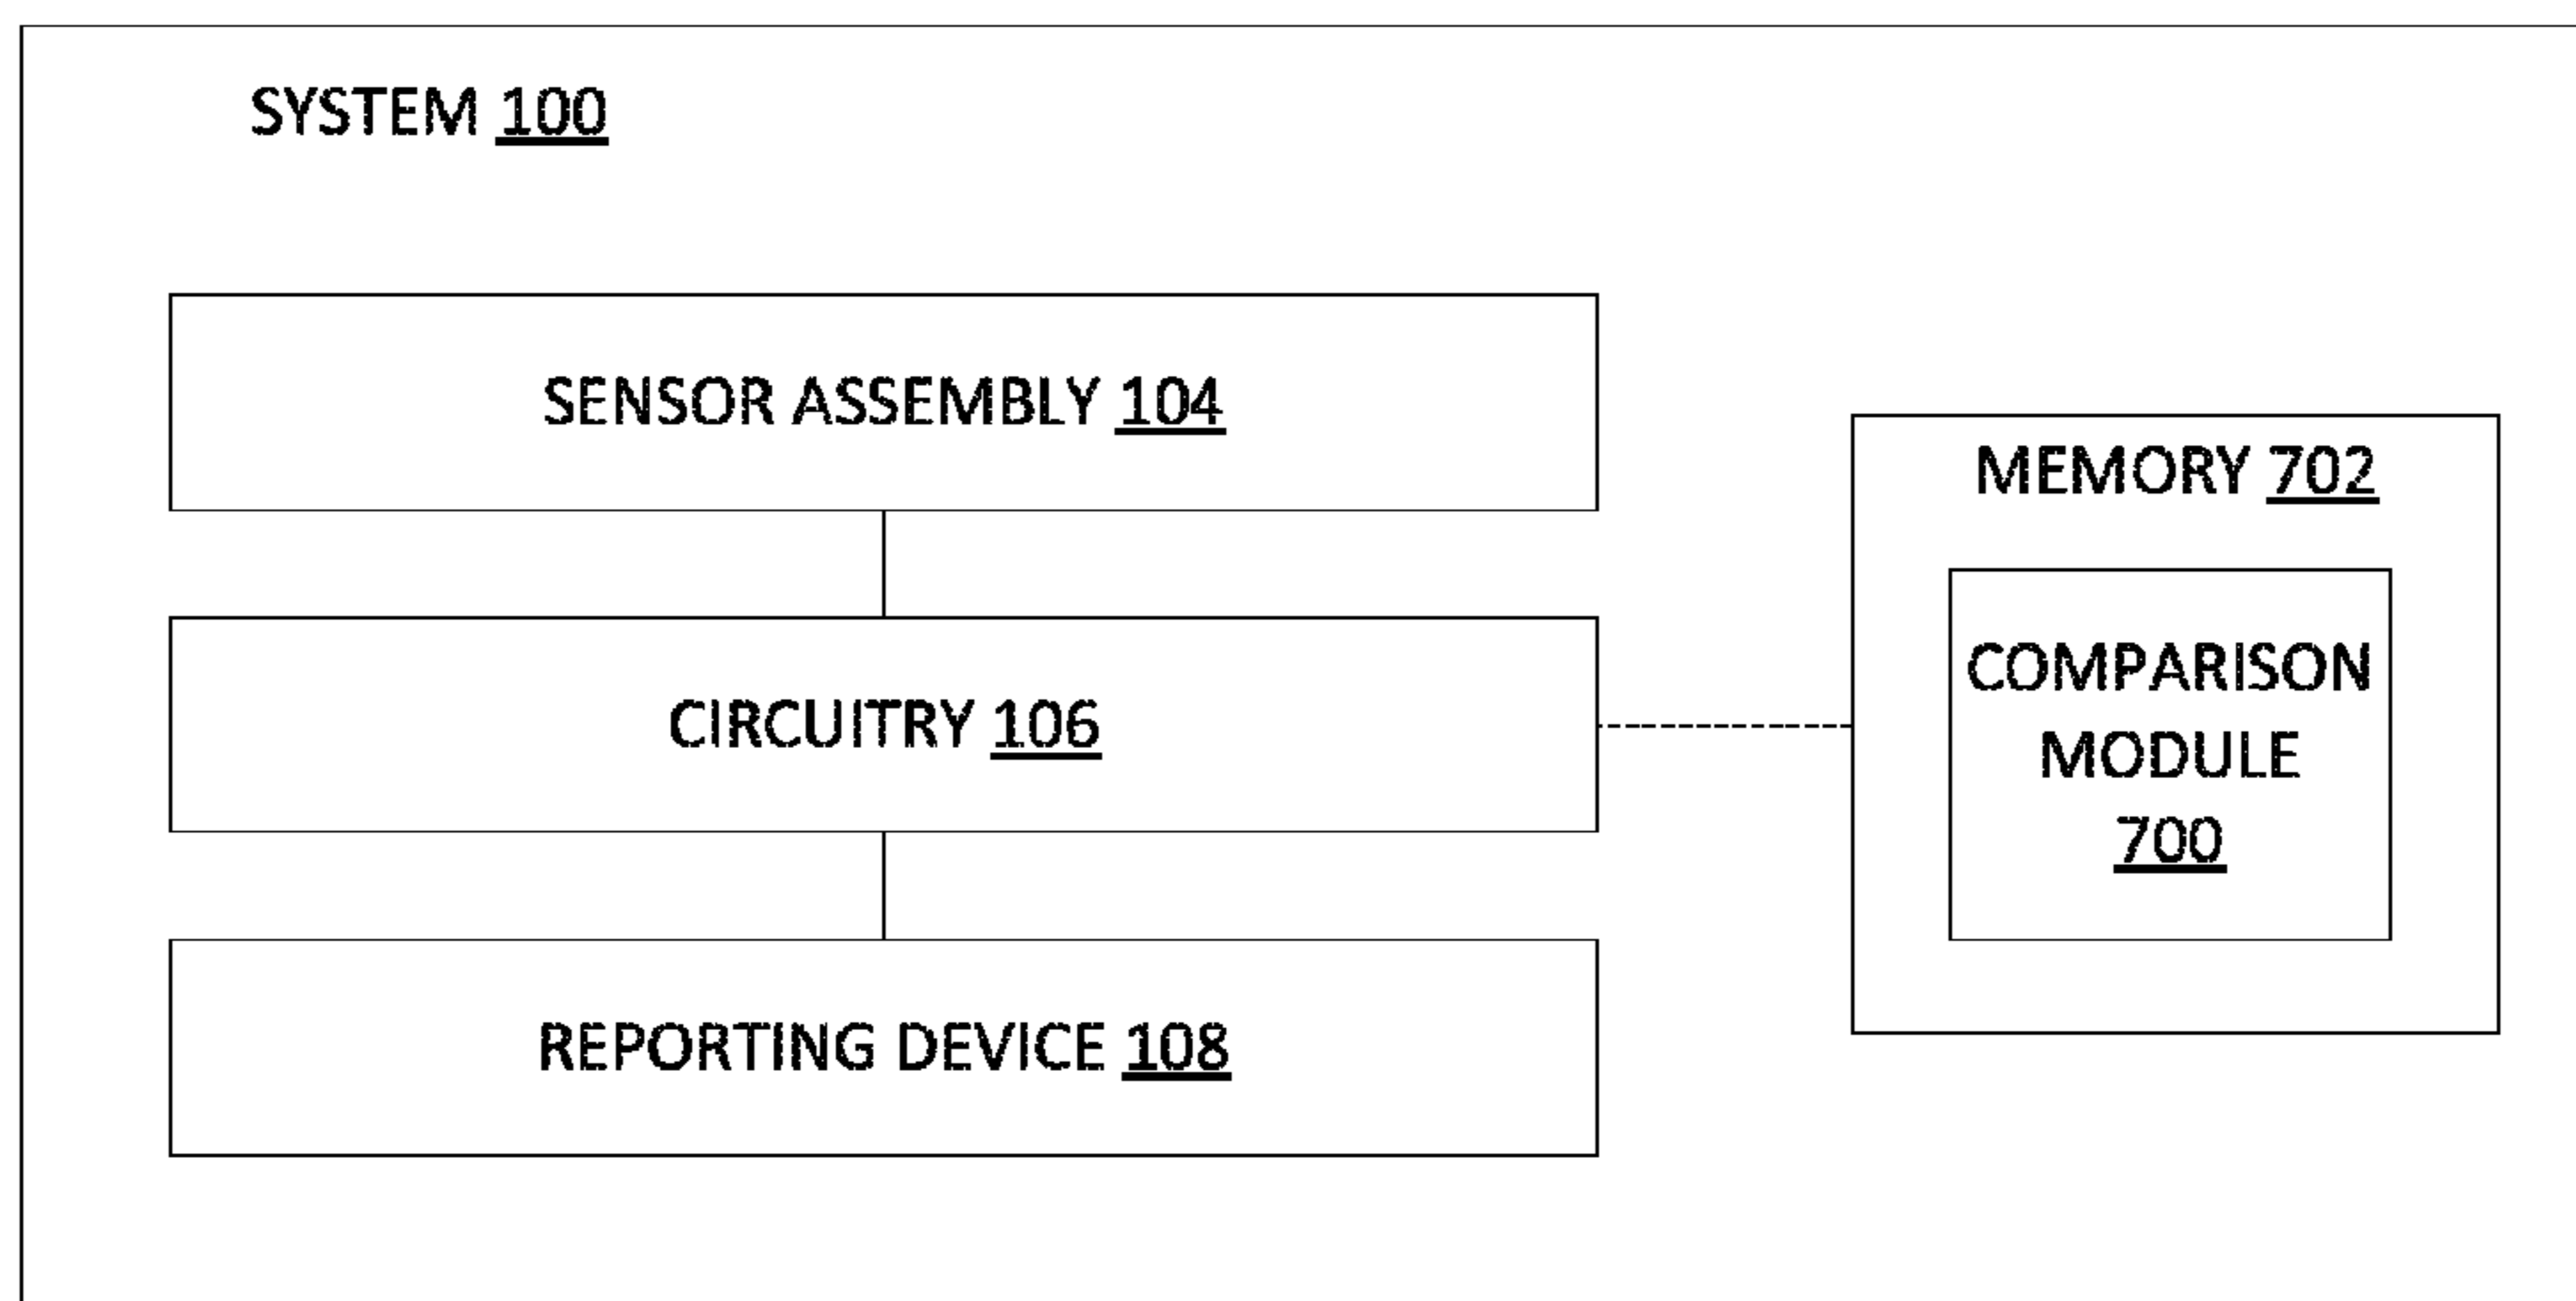 SYSTEM 100
SENSOR ASSEMBLY 104
CIRCUITRY 106
REPORTING DEVICE 108
MEMORY 702
COMPARISON
MODULE
700